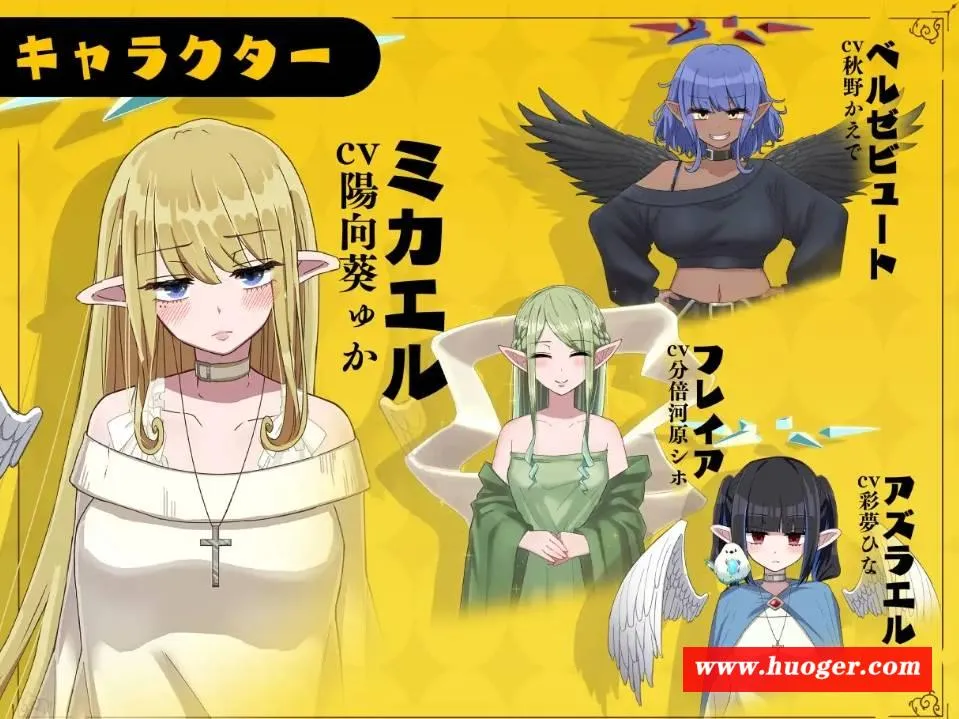 キャラクター
ミカエル
cv陽向葵ゅか
ベルゼビュート
cv秋野かえで
フレイア
cv分倍河原シホ
アズラエル
cv彩夢ひな
www.huoger.com